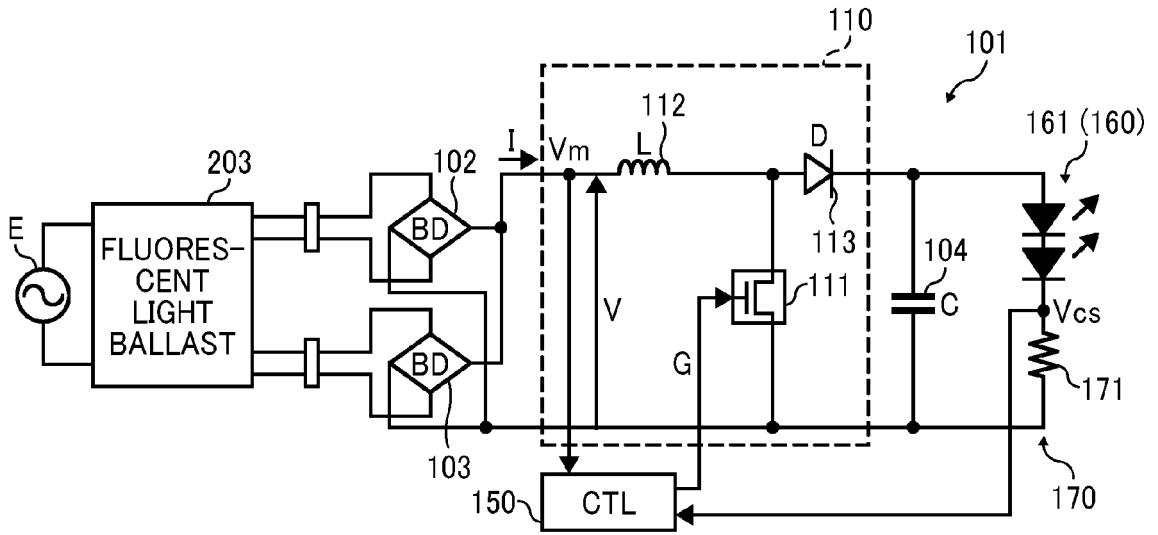 110
101
112
I
Vm
L
D
161 (160)
203
102
E
FLUORES-
CENT
LIGHT
BALLAST
BD
113
111
104
V
C
Vcs
BD
G
171
103
150
CTL
170